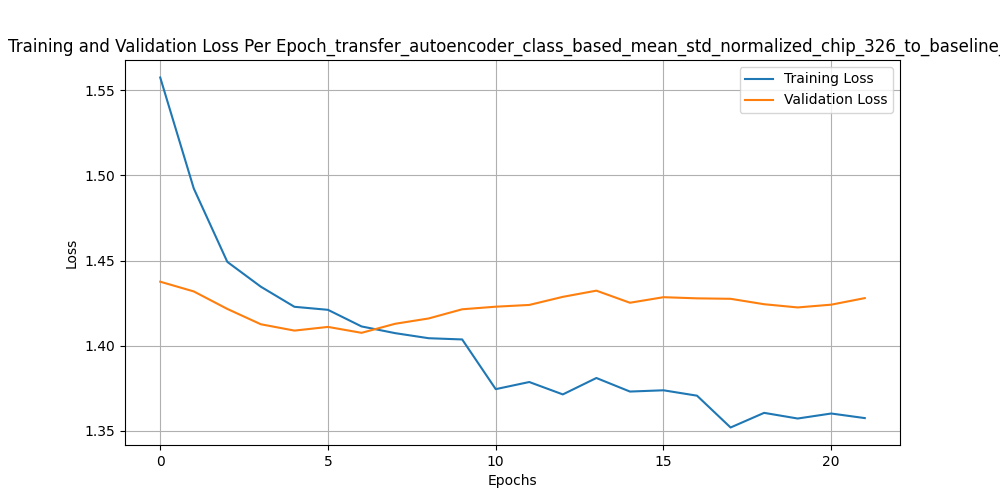 Training and Validation Loss Per Epoch_transfer_autoencoder_class_based_mean_std_normalized_chip_326_to_baseline_
Training Loss
Validation Loss
1.55
1.50
1.45
1.40
1.35
Loss
0
5
10
15
20
Epochs